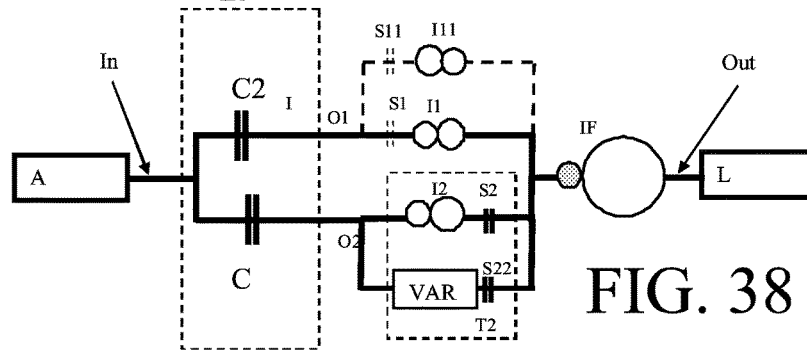 S11
I11
In
Out
C2
I
O1
S1
I1
IF
A
L
I2
S2
O2
C
S22
VAR
T2
FIG. 38